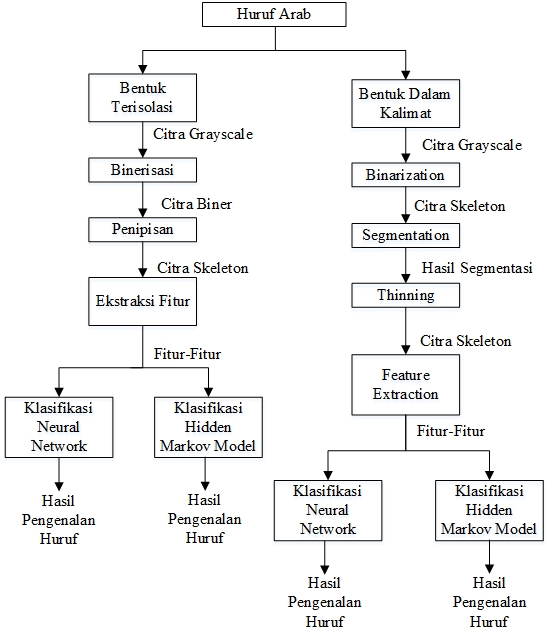 Huruf Arab
Bentuk
Terisolasi
Citra Grayscale
Binerisasi
Citra Biner
Penipisan
Citra Skeleton
Ekstraksi Fitur
Fitur-Fitur
Klasifikasi
Neural
Network
Hasil
Pengenalan
Huruf
Klasifikasi
Hidden
Markov Model
Hasil
Pengenalan
Huruf
Bentuk Dalam
Kalimat
Citra Grayscale
Binarization
Citra Skeleton
Segmentation
Hasil Segmentasi
Thinning
Citra Skeleton
Feature
Extraction
Fitur-Fitur
Klasifikasi
Neural
Network
Hasil
Pengenalan
Huruf
Klasifikasi
Hidden
Markov Model
Hasil
Pengenalan
Huruf